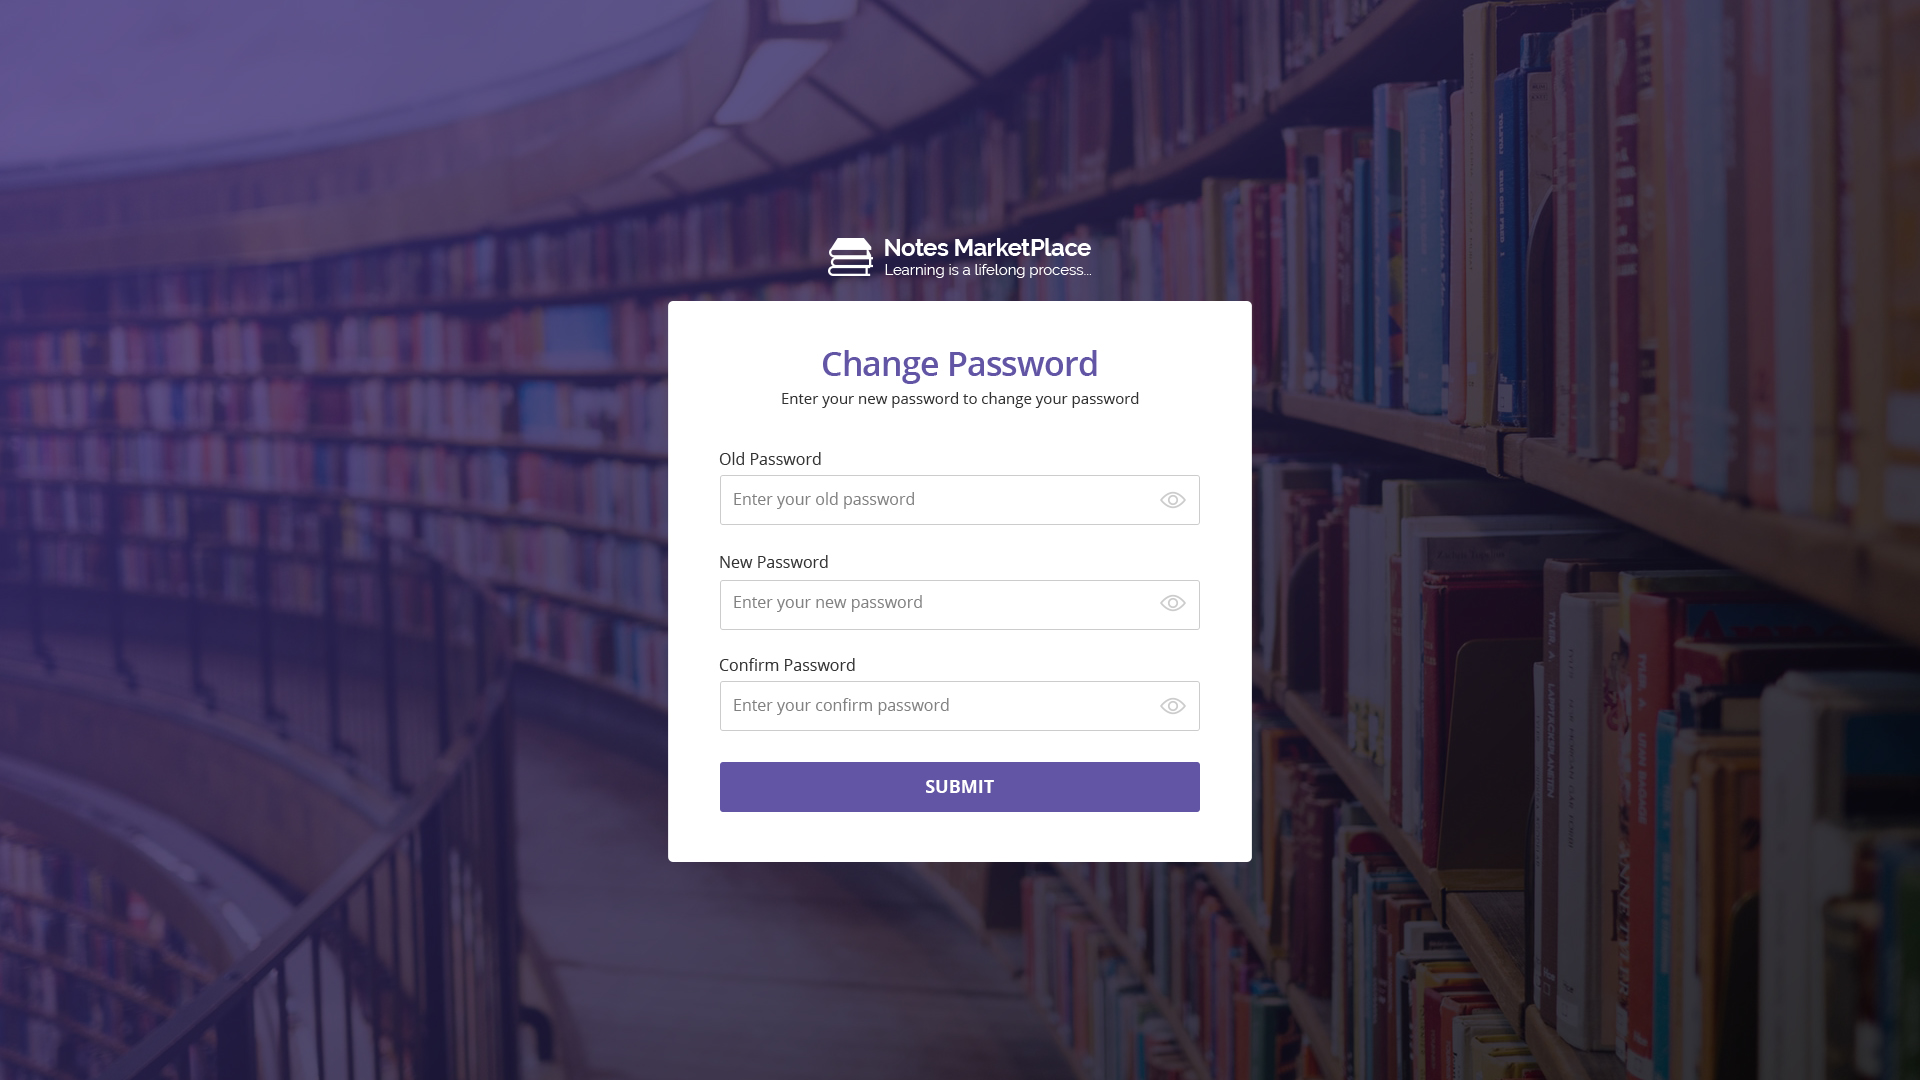 Notes MarketPlace
Learning is a lifelong process...
Change Password
Enter your new password to change your password
Old Password
Enter your old password
New Password
Enter your new password
Confirm Password
Enter your confirm password
SUBMIT